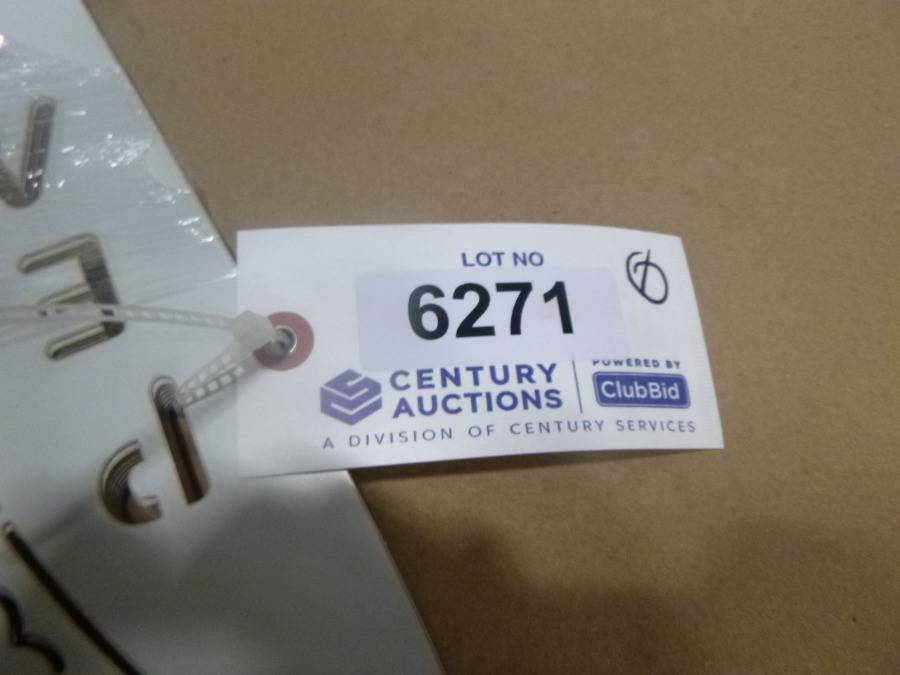 LOT NO
6271
CENTURY
AUCTIONS
POWERED BY
ClubBid
A DIVISION OF CENTURY SERVICES